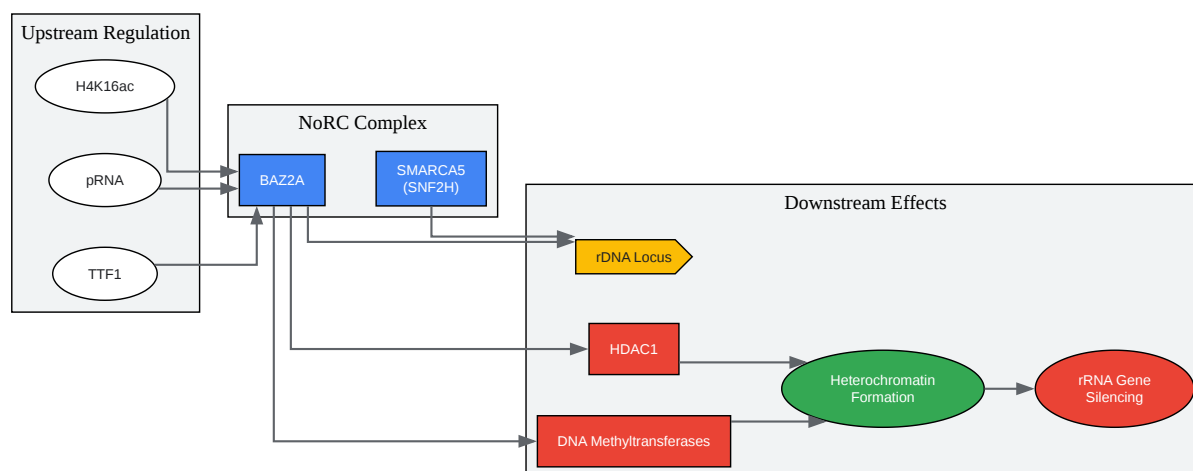 Upstream Regulation
H4K16ac
pRNA
TTF1
NoRC Complex
BAZ2A
SMARCA5
(SNF2H)
Downstream Effects
rDNA Locus
HDAC1
DNA Methyltransferases
Heterochromatin
Formation
rRNA Gene
Silencing